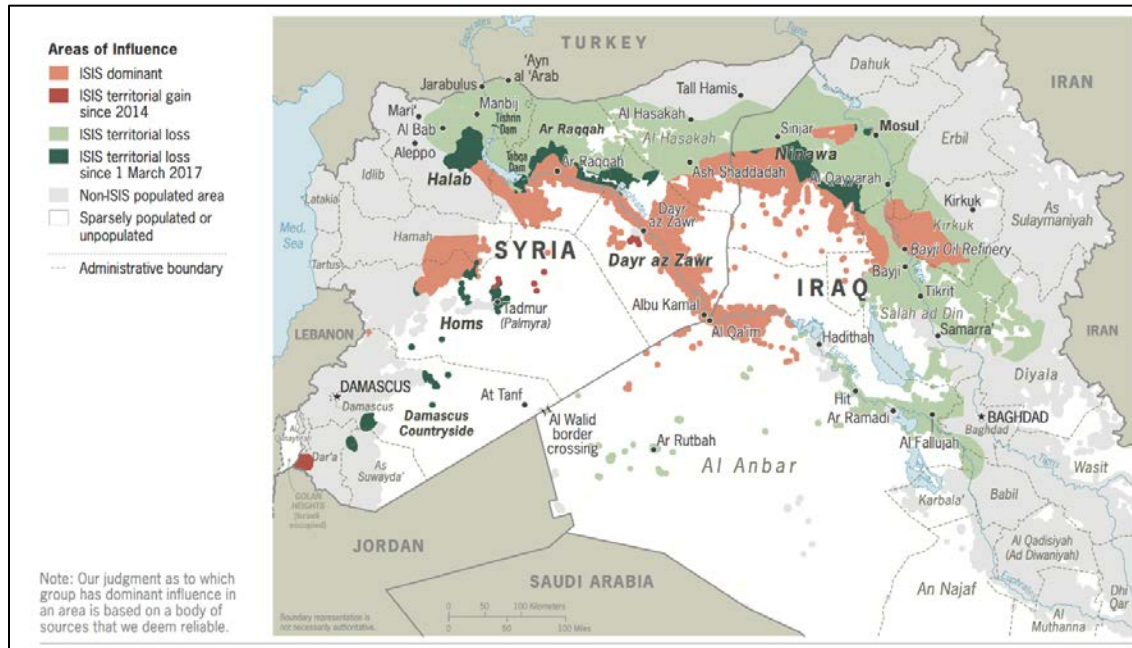 Areas of Influence
ISIS dominant
ISIS territorial gain
since 2014
ISIS territorial loss
ISIS territorial loss
since 1 March 2017
Non-ISIS populated area
Sparsely populated or
unpopulated
Administrative boundary
TURKEY
IRAN
'Ayn
al 'Arab
Jarabulus
Euphrates
Tigris
Dahuk
Tall Hamis
Mari'
Manbij
Tishrin
Dam
Al Hasakah
Al Hasakah
Sinjar
Mosul
Erbil
Al Bab
Ar Raqqah
Aleppo
Tabqa
Dam
Ar Raqqah
Ninawa
Idlib
Halab
Ash Shaddadah
Al Qayyarah
Latakia
Kirkuk
As
Sulaymaniyah
Kirkuk
Med.
Sea
Hamah
SYRIA
Dayr
az Zawr
Bayji Oil Refinery
Tartus
Dayr az Zawr
IRAQ
Bayji
Tikrit
Tadmur
(Palmyra)
Albu Kamal
Salah ad Din
IRAN
LEBANON
Homs
Al Qa'im
Hadithah
Samarra'
Diyala
DAMASCUS
Damascus
At Tanf
Hit
Damascus
Countryside
Al Walid
border
crossing
Ar Ramadi
BAGHDAD
Baghdad
Al Fallujah
Dar'a
As
Suwayda'
Ar Rutbah
Al Anbar
Tigris
Wasit
GOLAN
HEIGHTS
(Israeli
occupied)
Karbala'
Babil
JORDAN
Al Qadisiyah
(Ad Diwaniyah)
SAUDI ARABIA
An Najaf
Euphrates
Dhi
Qar
Al
Muthanna
Note: Our judgment as to which
group has dominant influence in
an area is based on a body of
sources that we deem reliable.
Boundary representation is
not necessarily authoritative.
0 50 100 Kilometers
0 50 100 Miles